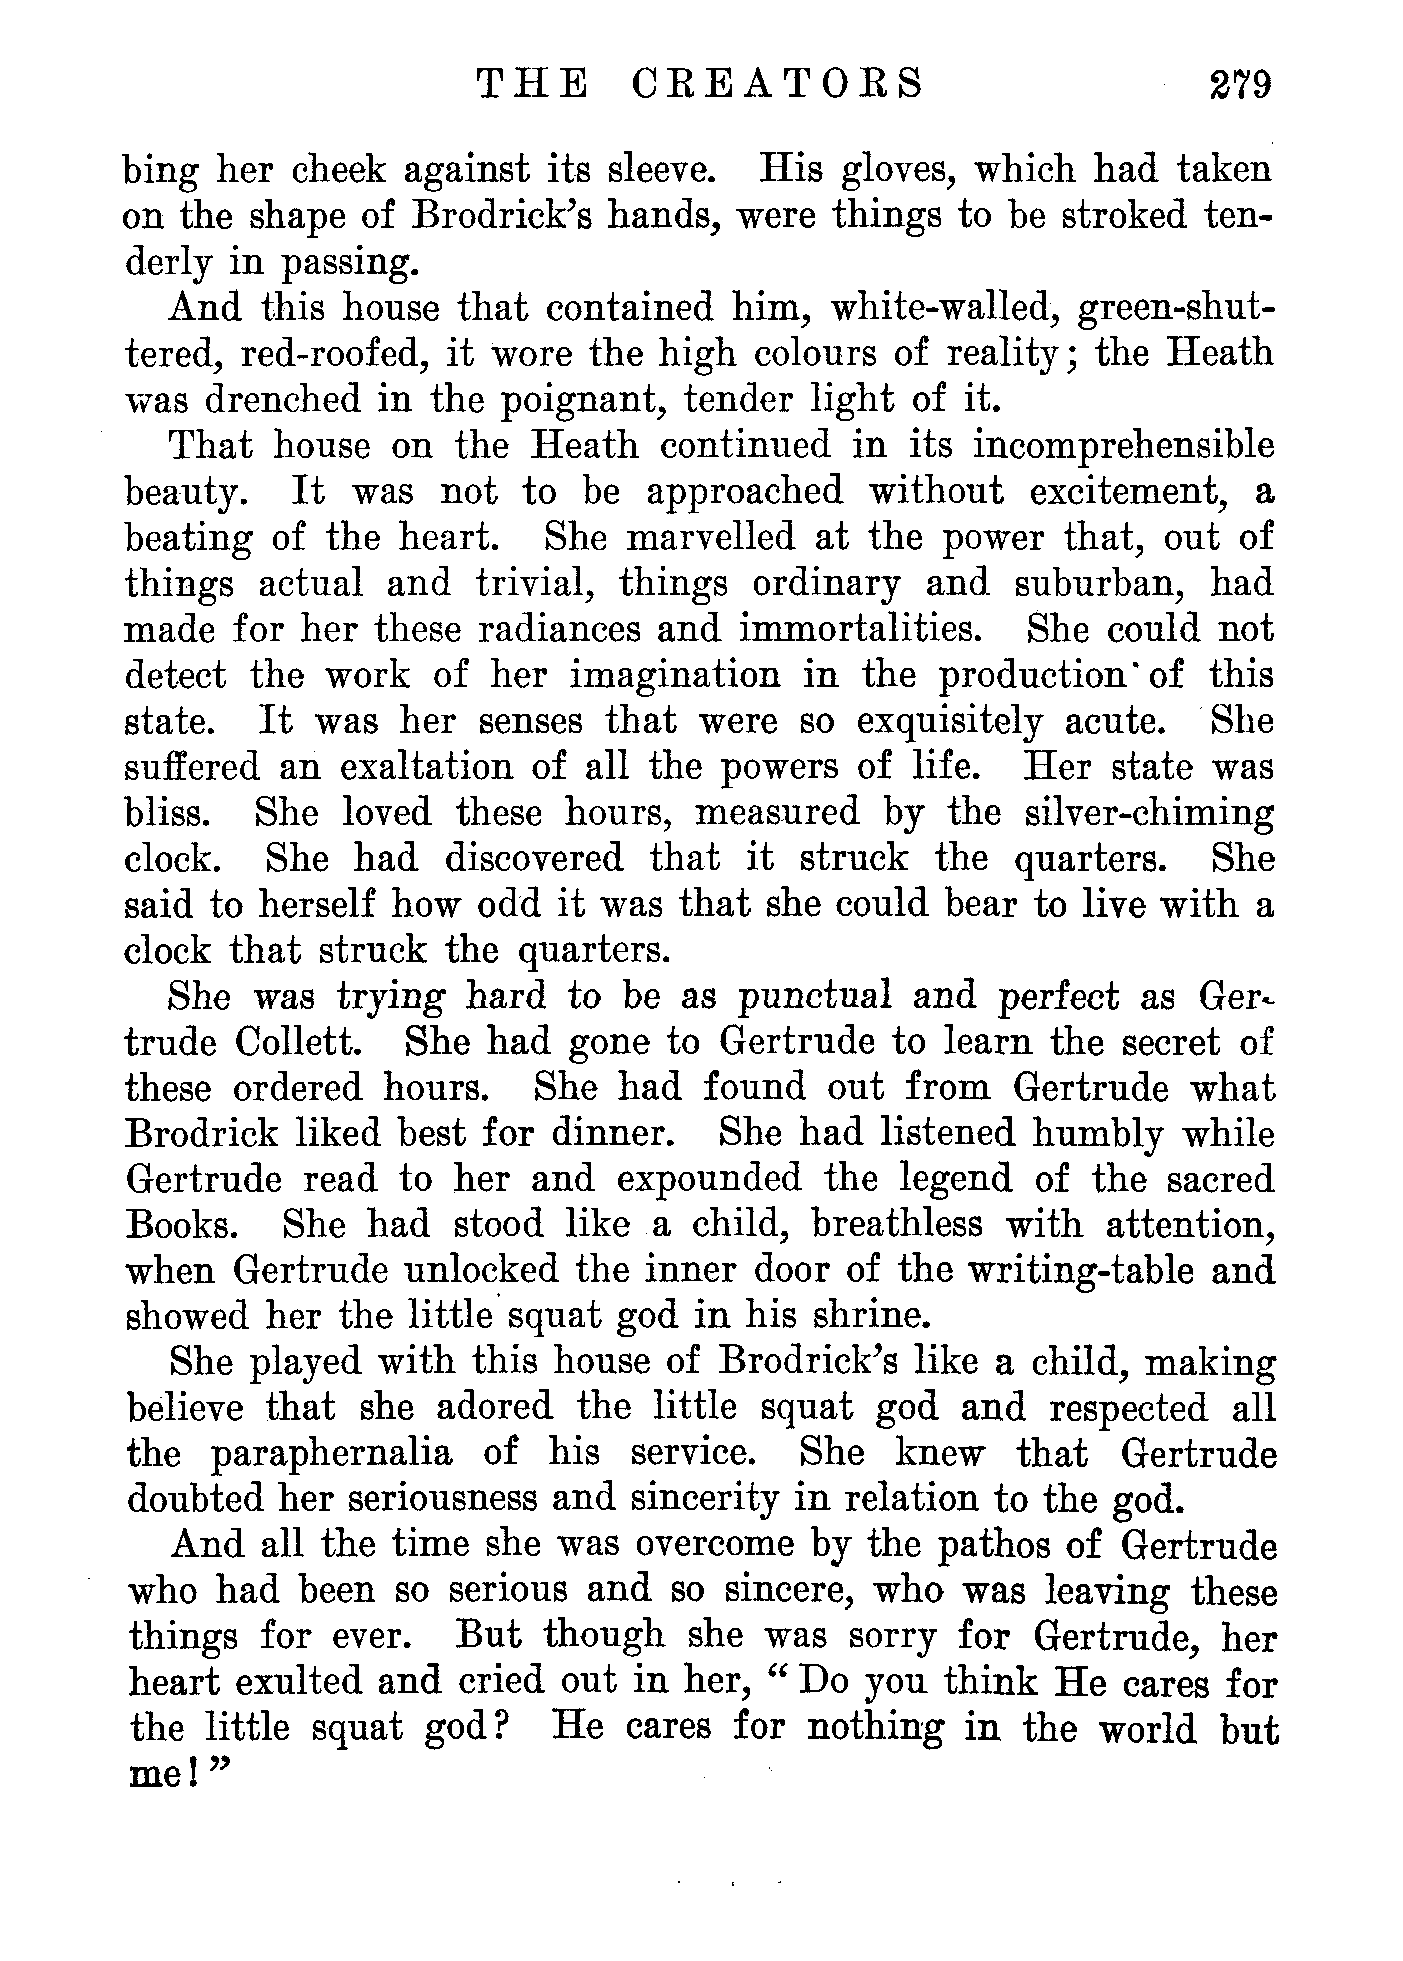 THE CREATORS 279
bing her cheek against its sleeve. His gloves, which had taken
on the shape of Brodrick's hands, were things to be stroked ten-
derly in passing.
And this house that contained him, white-walled, green-shut-
tered, red-roofed, it wore the high colours of reality; the Heath
was drenched in the poignant, tender light of it.
That house on the Heath continued in its incomprehensible
beauty. It was not to be approached without excitement, a
beating of the heart. She marvelled at the power that, out of
things actual and trivial, things ordinary and suburban, had
made for her these radiances and immortalities. She could not
detect the work of her imagination in the production of this
state. It was her senses that were so exquisitely acute. She
suffered an exaltation of all the powers of life. Her state was
bliss. She loved these hours, measured by the silver-chiming
clock. She had discovered that it struck the quarters. She
said to herself how odd it was that she could bear to live with a
clock that struck the quarters.
She was trying hard to be as punctual and perfect as Ger-
trude Collett. She had gone to Gertrude to learn the secret of
these ordered hours. She had found out from Gertrude what
Brodrick liked best for dinner. She had listened humbly while
Gertrude read to her and expounded the legend of the sacred
Books. She had stood like a child, breathless with attention,
when Gertrude unlocked the inner door of the writing-table and
showed her the little squat god in his shrine.
She played with this house of Brodrick's like a child, making
believe that she adored the little squat god and respected all
the paraphernalia of his service. She knew that Gertrude
doubted her seriousness and sincerity in relation to the god.
And all the time she was overcome by the pathos of Gertrude
who had been so serious and so sincere, who was leaving these
things for ever. But though she was sorry for Gertrude, her
heart exulted and cried out in her, "Do you think He cares for
the little squat god? He cares for nothing in the world but
me!"